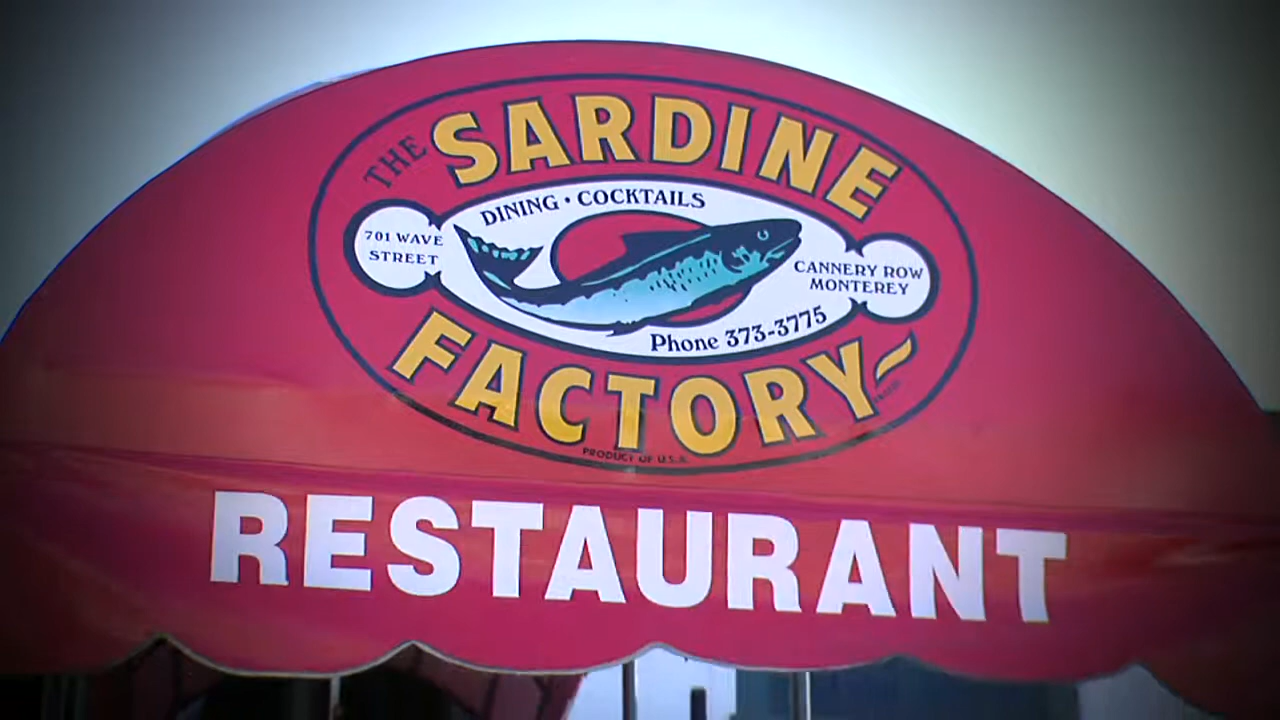 THE SARDINE
DINING • COCKTAILS
701 WAVE
STREET
CANNERY ROW
MONTEREY
Phone 373-3775
FACTORY
PRODUCT OF U.S.A.
RESTAURANT